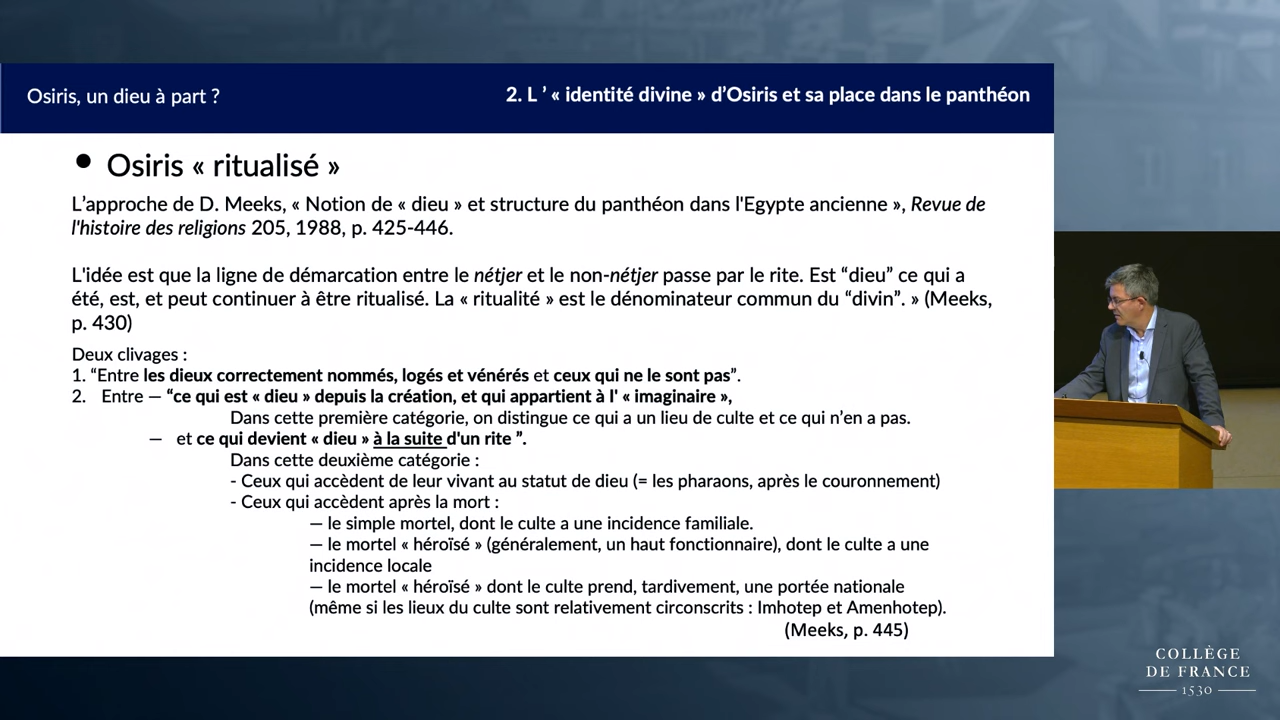 Osiris, un dieu à part ?
2. L ’ « identité divine » d’Osiris et sa place dans le panthéon
● Osiris « ritualisé »
L’approche de D. Meeks, « Notion de « dieu » et structure du panthéon dans l'Egypte ancienne », Revue de
l'histoire des religions 205, 1988, p. 425-446.
L'idée est que la ligne de démarcation entre le nétjer et le non-nétjer passe par le rite. Est “dieu” ce qui a
été, est, et peut continuer à être ritualisé. La « ritualité » est le dénominateur commun du “divin”. » (Meeks,
p. 430)
Deux clivages :
1. “Entre les dieux correctement nommés, logés et vénérés et ceux qui ne le sont pas”.
2. Entre — “ce qui est « dieu » depuis la création, et qui appartient à l' « imaginaire »,
Dans cette première catégorie, on distingue ce qui a un lieu de culte et ce qui n’en a pas.
— et ce qui devient « dieu » à la suite d'un rite ”.
Dans cette deuxième catégorie :
- Ceux qui accèdent de leur vivant au statut de dieu (= les pharaons, après le couronnement)
- Ceux qui accèdent après la mort :
— le simple mortel, dont le culte a une incidence familiale.
— le mortel « héroïsé » (généralement, un haut fonctionnaire), dont le culte a une
incidence locale
— le mortel « héroïsé » dont le culte prend, tardivement, une portée nationale
(même si les lieux du culte sont relativement circonscrits : Imhotep et Amenhotep).
(Meeks, p. 445)
COLLÈGE
DE FRANCE
1530